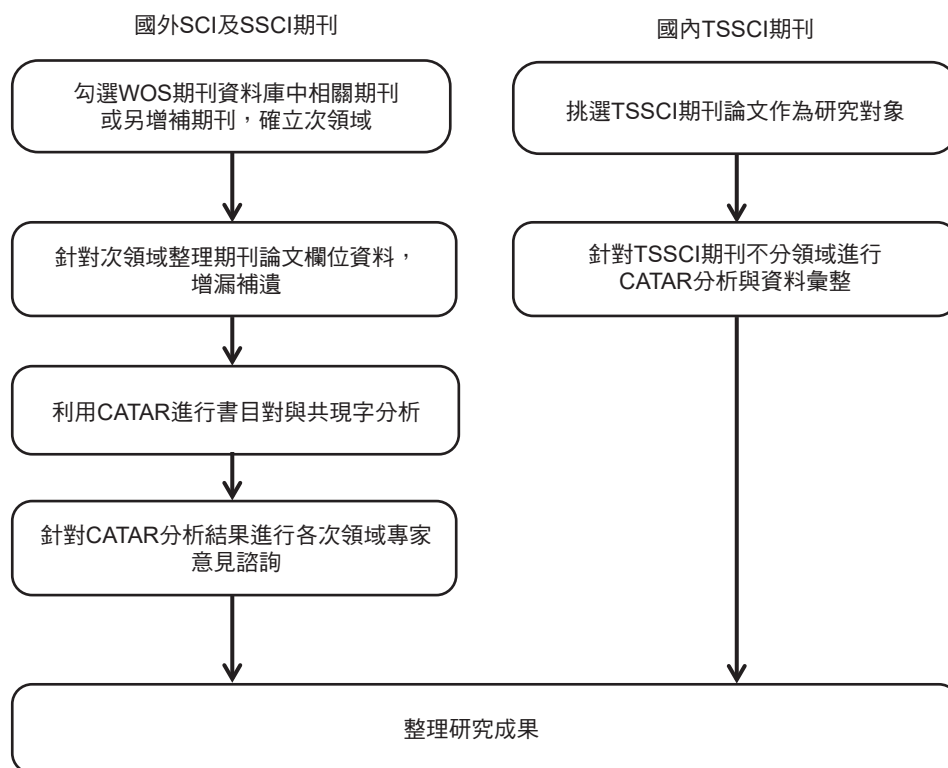 國外SCI及SSCI期刊
勾選WOS期刊資料庫中相關期刊
或另增補期刊，確立次領域
針對次領域整理期刊論文欄位資料，
增漏補遺
利用CATAR進行書目對與共現字分析
針對CATAR分析結果進行各次領域專家
意見諮詢
國內TSSCI期刊
挑選TSSCI期刊論文作為研究對象
針對TSSCI期刊不分領域進行
CATAR分析與資料彙整
整理研究成果